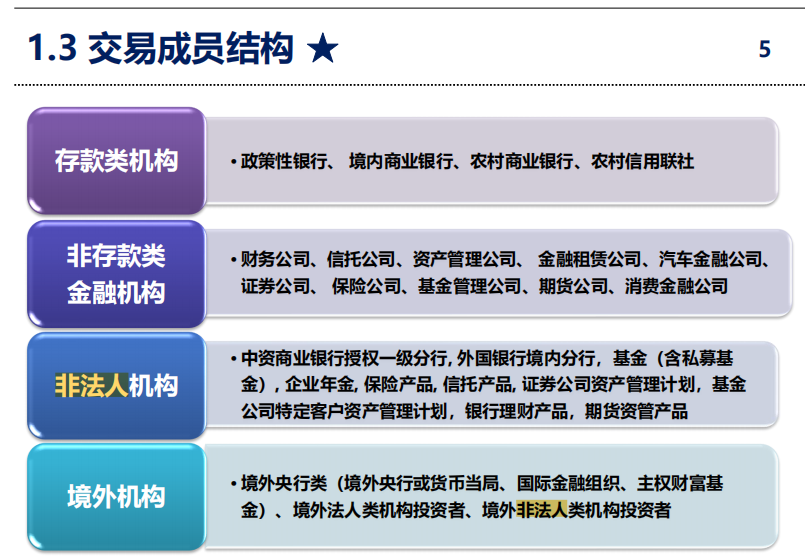 1.3 交易成员结构 ★
5
存款类机构
•政策性银行、 境内商业银行、农村商业银行、农村信用联社
非存款类
金融机构
•财务公司、信托公司、资产管理公司、 金融租赁公司、汽车金融公司、
证券公司、 保险公司、基金管理公司、期货公司、消费金融公司
非法人机构
•中资商业银行授权一级分行, 外国银行境内分行，基金（含私募基
金）, 企业年金, 保险产品, 信托产品, 证券公司资产管理计划，基金
公司特定客户资产管理计划，银行理财产品，期货资管产品
境外机构
•境外央行类（境外央行或货币当局、国际金融组织、主权财富基
金）、境外法人类机构投资者、境外非法人类机构投资者